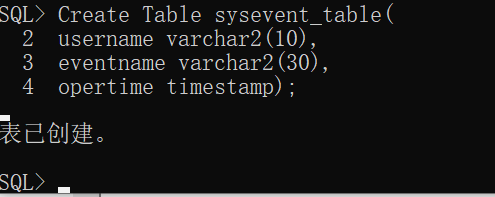 SQL> Create Table sysevent_table(
2 username varchar2(10),
3 eventname varchar2(30),
4 opertime timestamp);
表已创建。
SQL>